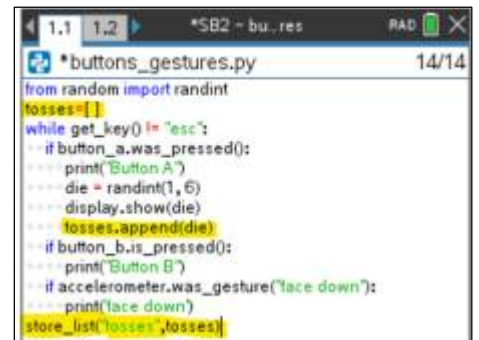 1.1 1.2 *SB2 - bu...res RAD
*buttons_gestures.py 14/14
from random import randint
tosses=[ ]
while get_key() != "esc":
if button_a.was_pressed():
print("Button A")
die = randint(1,6)
display.show(die)
tosses.append(die)
if button_b.is_pressed():
print("Button B")
if accelerometer.was_gesture("face down"):
print('face down')
store_list("tosses",tosses)